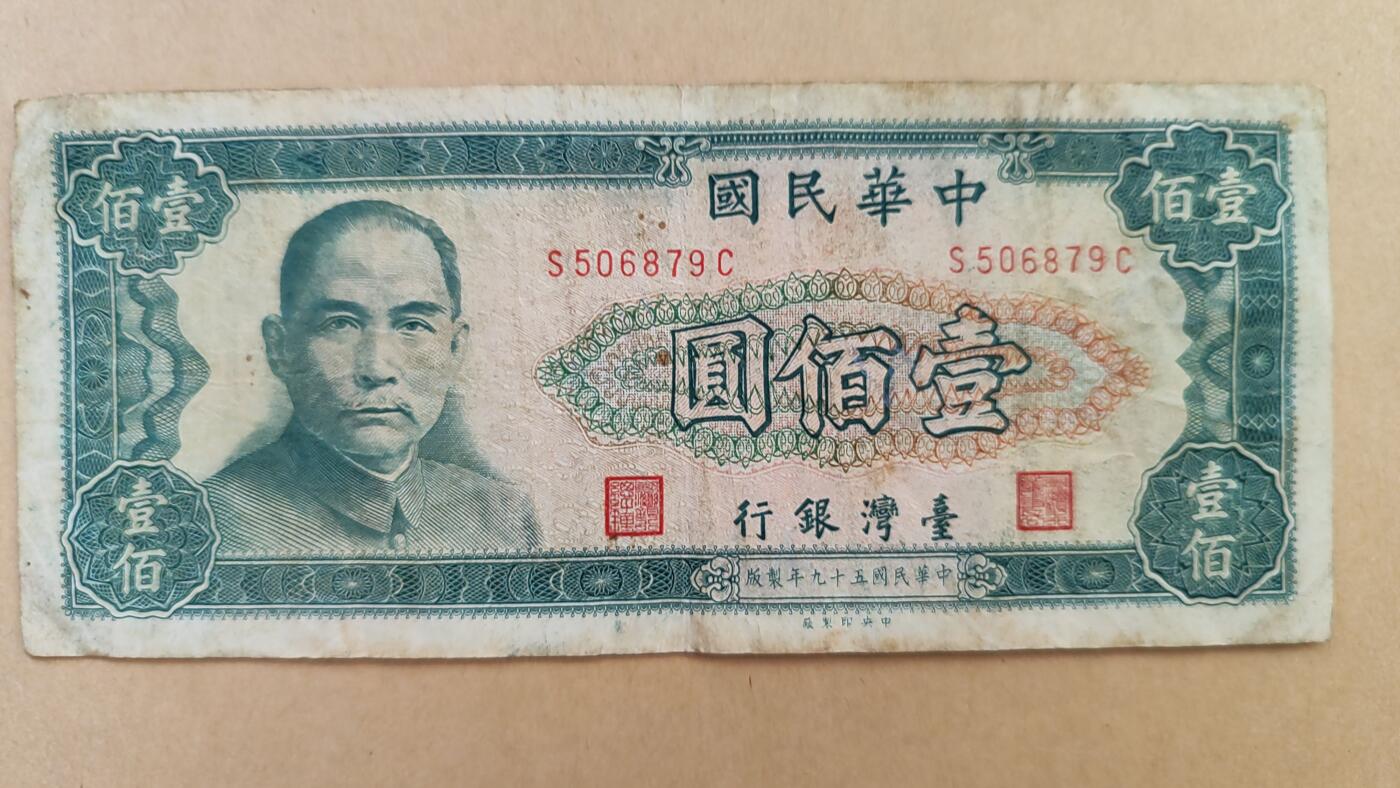 壹佰
壹佰
中華民國
S506879C
S506879C
壹佰圓
臺灣銀行
壹佰
壹佰
中華民國五十九年製版
中央印製廠